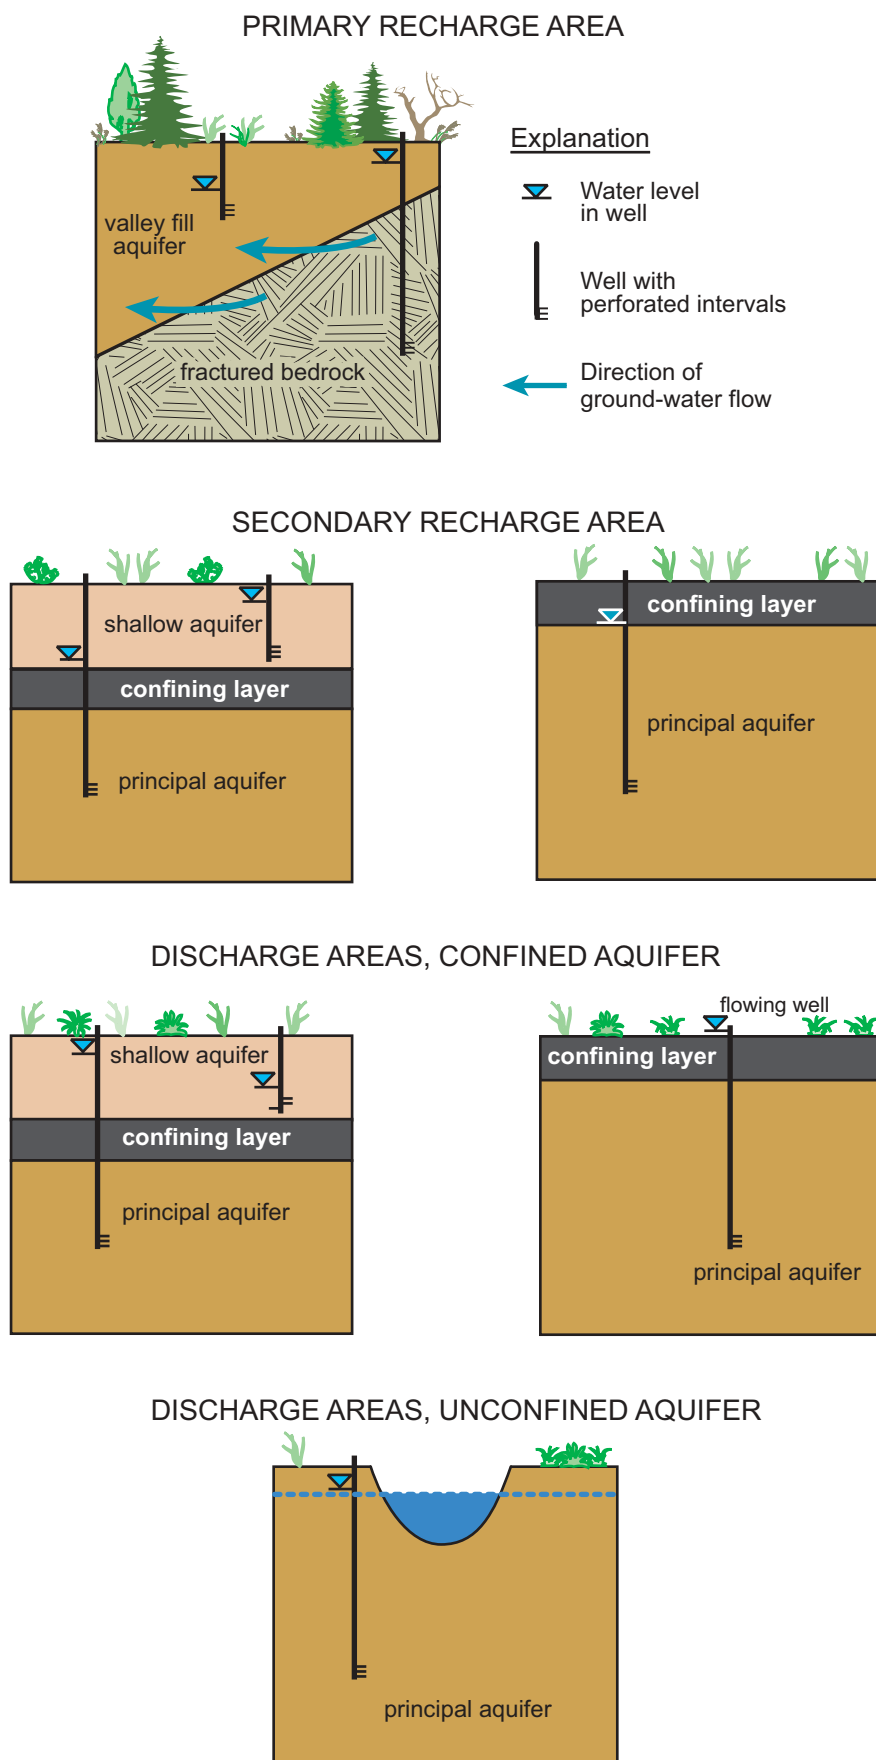 PRIMARY RECHARGE AREA
valley fill
aquifer
fractured bedrock
Explanation
Water level
in well
Well with
perforated intervals
Direction of
ground-water flow
SECONDARY RECHARGE AREA
shallow aquifer
confining layer
principal aquifer
confining layer
principal aquifer
DISCHARGE AREAS, CONFINED AQUIFER
shallow aquifer
confining layer
principal aquifer
flowing well
confining layer
principal aquifer
DISCHARGE AREAS, UNCONFINED AQUIFER
principal aquifer